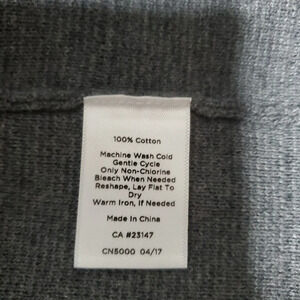 100% Cotton
Machine Wash Cold
Gentle Cycle
Only Non-Chlorine
Bleach When Needed
Reshape, Lay Flat To
Dry
Warm Iron, If Needed
Made In China
CA #23147
CN5000 04/17